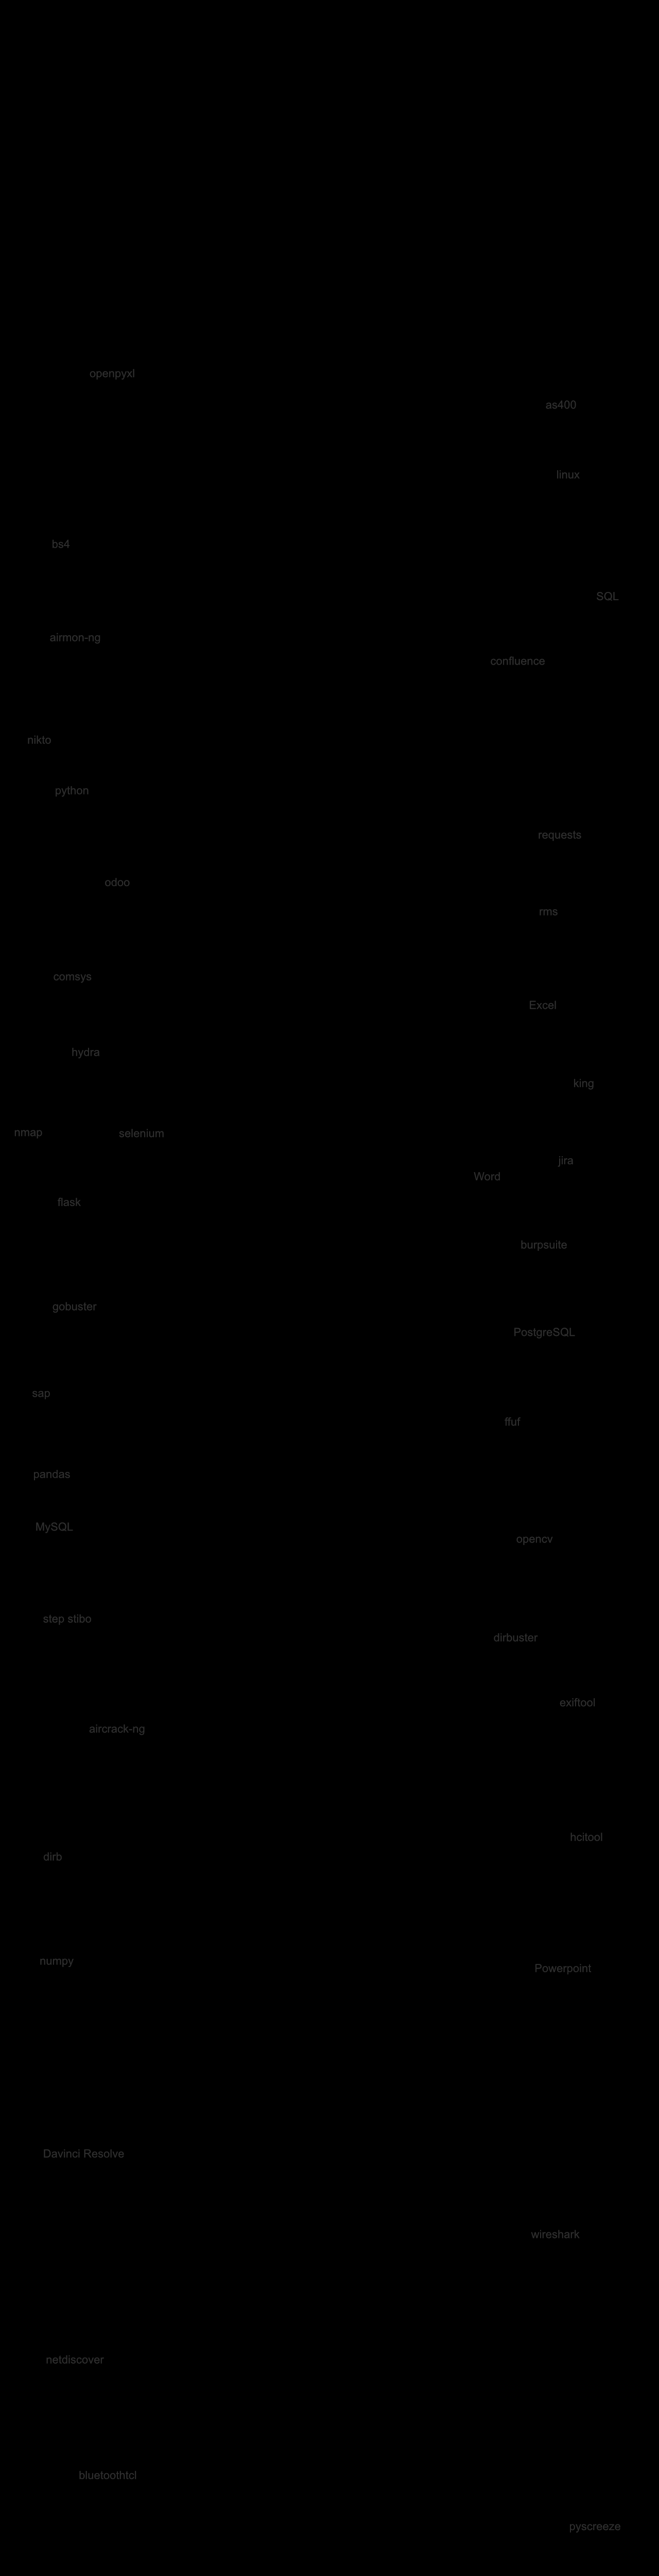 openpyxl
as400
linux
bs4
SQL
airmon-ng
confluence
nikto
python
requests
odoo
rms
comsys
Excel
hydra
king
nmap
selenium
jira
Word
flask
burpsuite
gobuster
PostgreSQL
sap
ffuf
pandas
MySQL
opencv
step stibo
dirbuster
exiftool
aircrack-ng
hcitool
dirb
numpy
Powerpoint
Davinci Resolve
wireshark
netdiscover
bluetoothtcl
pyscreeze